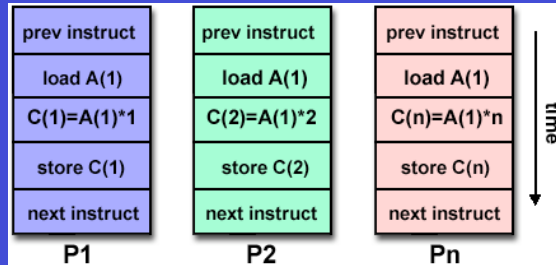 prev instruct prev instruct prev instruct
load A(1) load A(1) load A(1)
C(1)=A(1)*1 C(2)=A(1)*2 C(n)=A(1)*n
store C(1) store C(2) store C(n)
next instruct next instruct next instruct
P1 P2 Pn
time